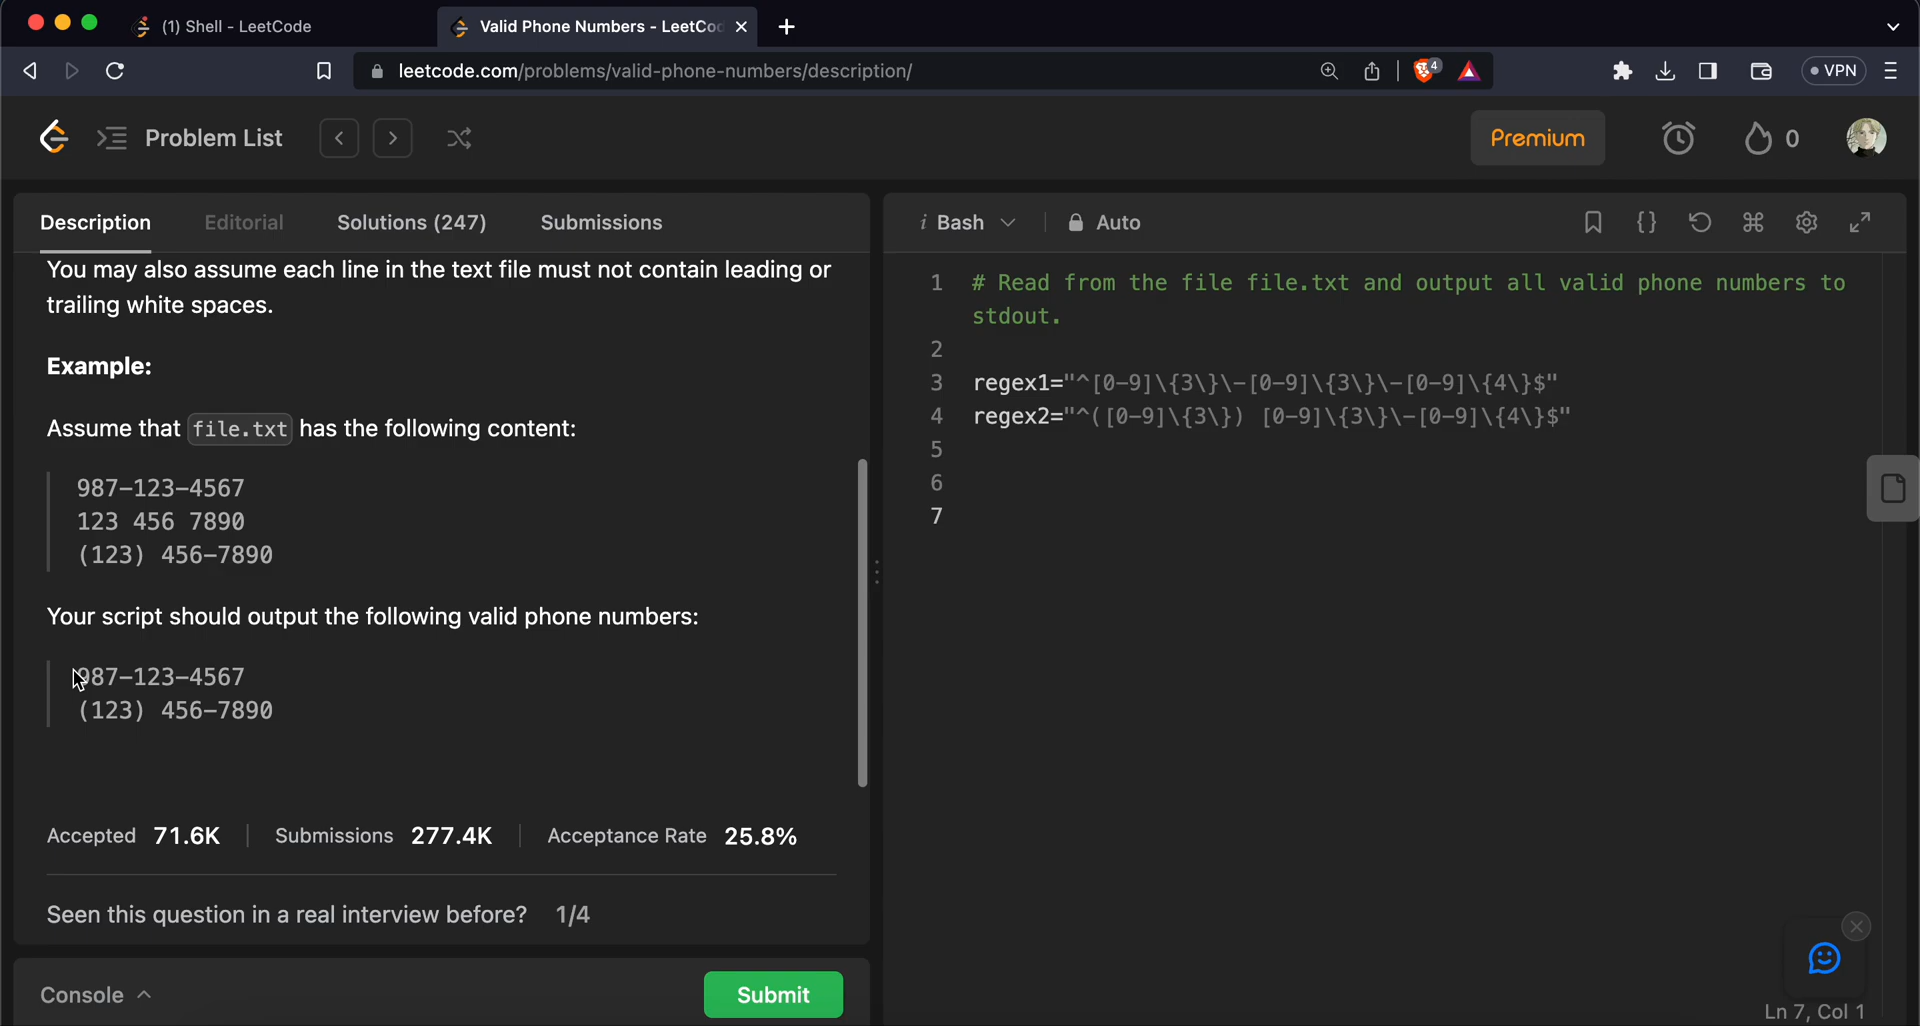 (1) Shell - LeetCode
Valid Phone Numbers - LeetCo
leetcode.com/problems/valid-phone-numbers/description/
4
VPN
Problem List
Premium
0
Description
Editorial
Solutions (247)
Submissions
You may also assume each line in the text file must not contain leading or
trailing white spaces.
Example:
Assume that file.txt has the following content:
987-123-4567
123 456 7890
(123) 456-7890
Your script should output the following valid phone numbers:
987-123-4567
(123) 456-7890
Accepted 71.6K
Submissions 277.4K
Acceptance Rate 25.8%
Seen this question in a real interview before? 1/4
Console
Submit
i Bash
Auto
{}
1 # Read from the file file.txt and output all valid phone numbers to
stdout.
2
3 regex1="^[0-9]\{3\}\-[0-9]\{3\}\-[0-9]\{4\}$"
4 regex2="^([0-9]\{3\}) [0-9]\{3\}\-[0-9]\{4\}$"
5
6
7
Ln 7, Col 1